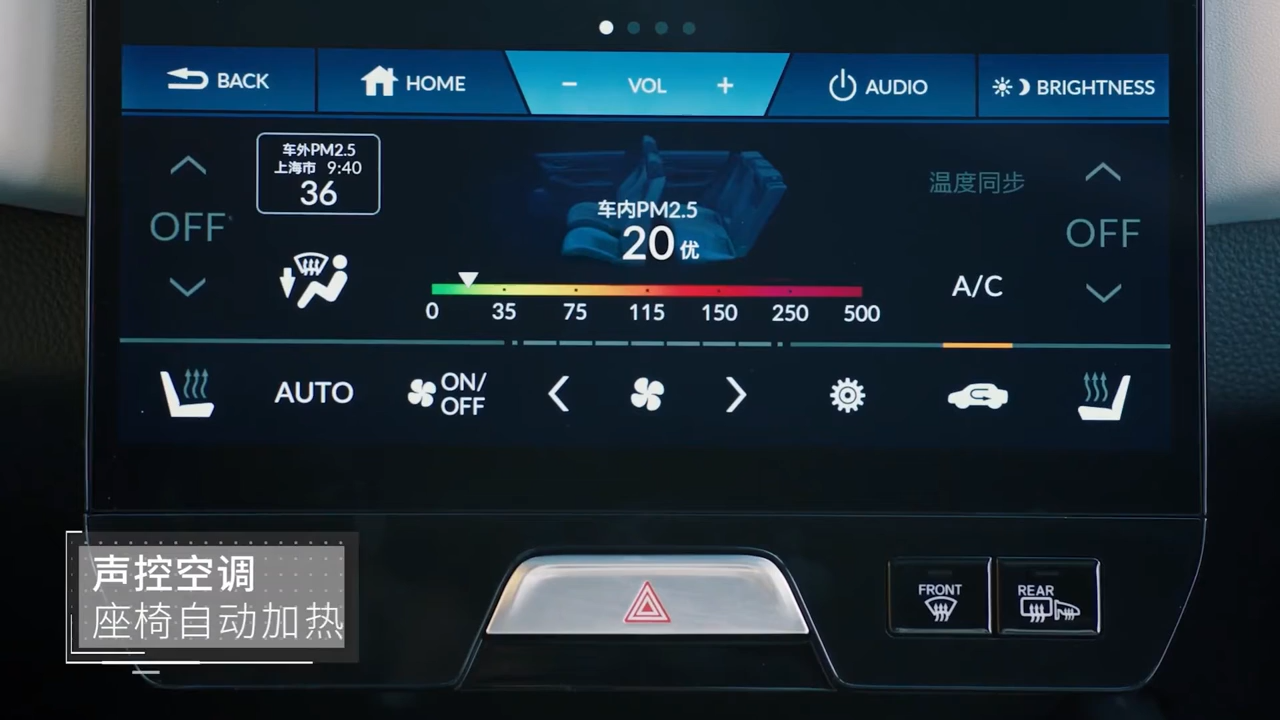 BACK
HOME
− VOL +
AUDIO
BRIGHTNESS
车外PM2.5
上海市 9:40
36
OFF
车内PM2.5
20优
温度同步
OFF
A/C
0 35 75 115 150 250 500
AUTO
ON/
OFF
声控空调
座椅自动加热
FRONT
REAR